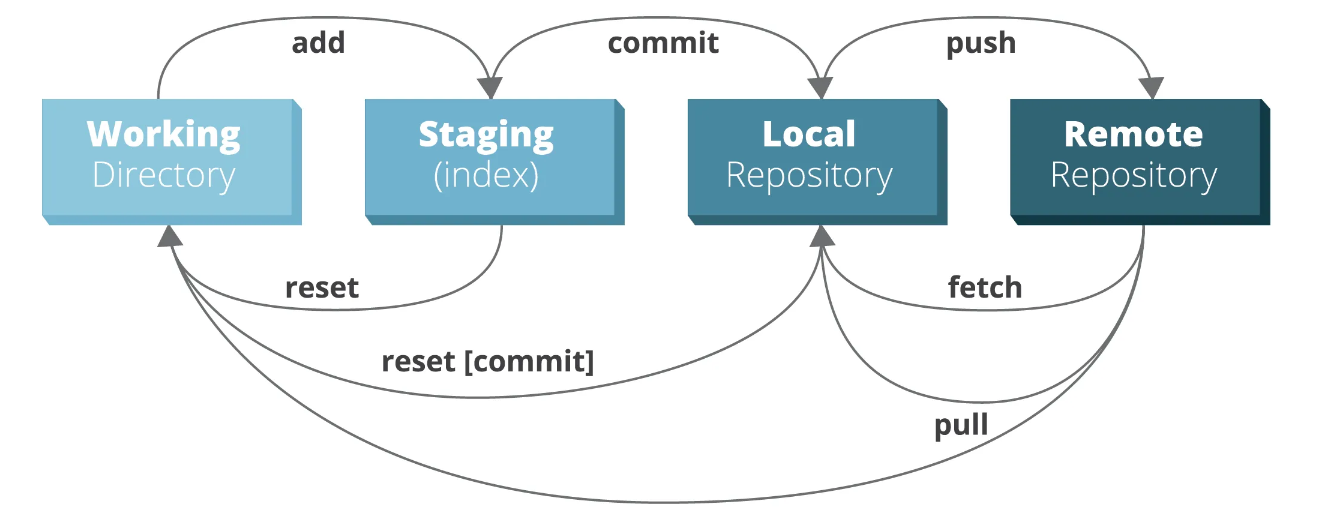 add
commit
push
Working
Directory
Staging
(index)
Local
Repository
Remote
Repository
reset
fetch
reset [commit]
pull